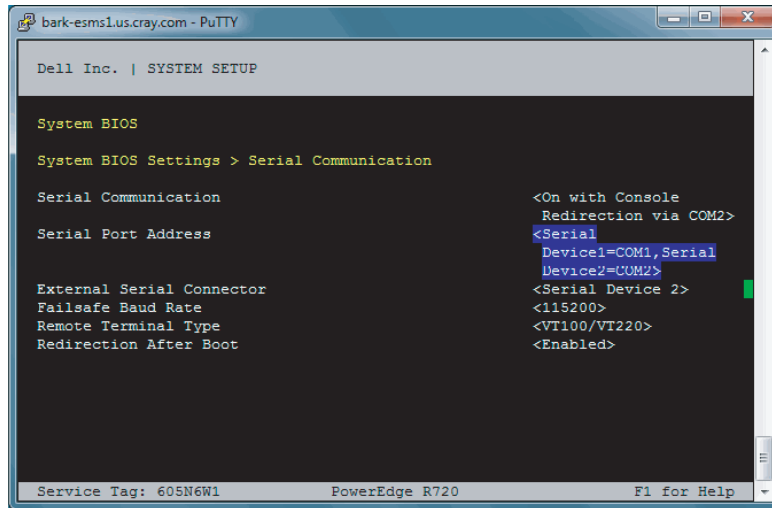 bark-esms1.us.cray.com - PuTTY
Dell Inc. | SYSTEM SETUP
System BIOS
System BIOS Settings > Serial Communication
Serial Communication <On with Console
Redirection via COM2>
Serial Port Address <Serial
Device1=COM1,Serial
Device2=COM2>
External Serial Connector <Serial Device 2>
Failsafe Baud Rate <115200>
Remote Terminal Type <VT100/VT220>
Redirection After Boot <Enabled>
Service Tag: 605N6W1 PowerEdge R720 F1 for Help